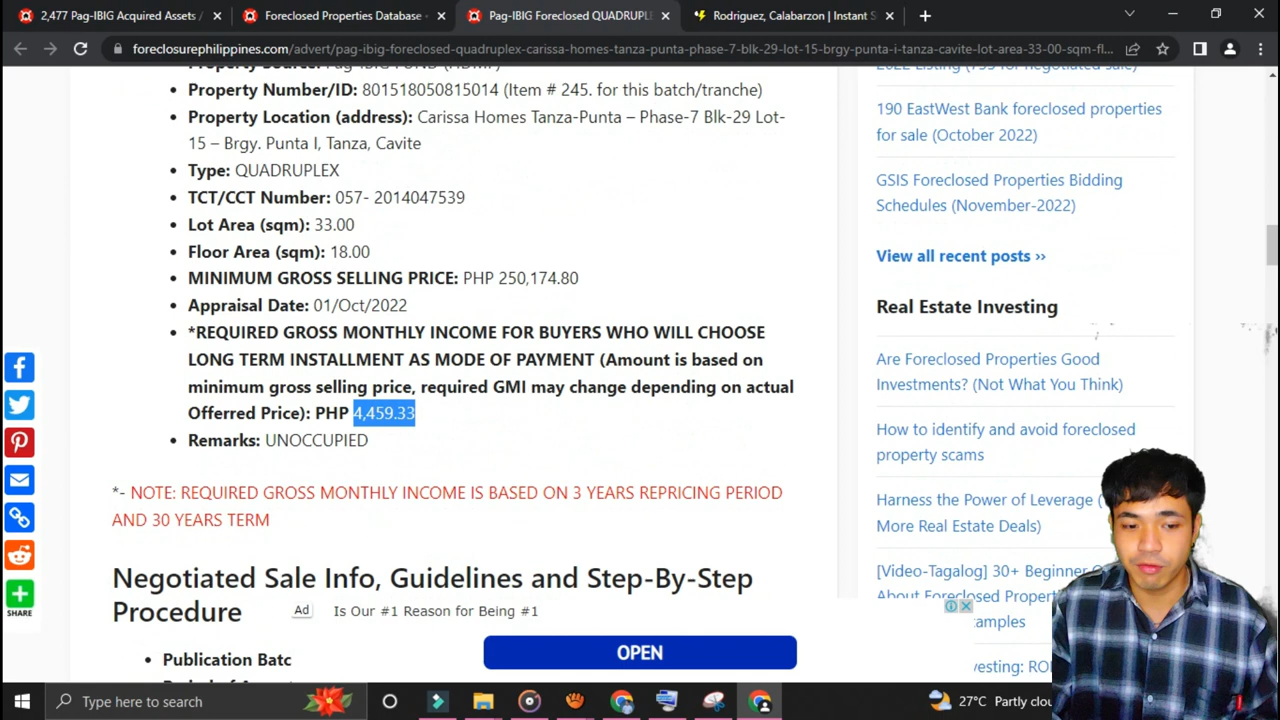 2,477 Pag-IBIG Acquired Assets /
Foreclosed Properties Database
Pag-IBIG Foreclosed QUADRUPLE
Rodriguez, Calabarzon | Instant S
foreclosurephilippines.com/advert/pag-ibig-foreclosed-quadruplex-carissa-homes-tanza-punta-phase-7-blk-29-lot-15-brgy-punta-i-tanza-cavite-lot-area-33-00-sqm-fl...
Property Number/ID: 801518050815014 (Item # 245. for this batch/tranche)
Property Location (address): Carissa Homes Tanza-Punta – Phase-7 Blk-29 Lot-
15 – Brgy. Punta I, Tanza, Cavite
Type: QUADRUPLEX
TCT/CCT Number: 057- 2014047539
Lot Area (sqm): 33.00
Floor Area (sqm): 18.00
MINIMUM GROSS SELLING PRICE: PHP 250,174.80
Appraisal Date: 01/Oct/2022
*REQUIRED GROSS MONTHLY INCOME FOR BUYERS WHO WILL CHOOSE
LONG TERM INSTALLMENT AS MODE OF PAYMENT (Amount is based on
minimum gross selling price, required GMI may change depending on actual
Offerred Price): PHP 4,459.33
Remarks: UNOCCUPIED
*- NOTE: REQUIRED GROSS MONTHLY INCOME IS BASED ON 3 YEARS REPRICING PERIOD
AND 30 YEARS TERM
Negotiated Sale Info, Guidelines and Step-By-Step
Procedure
Ad
Is Our #1 Reason for Being #1
OPEN
Publication Batc
SHARE
190 EastWest Bank foreclosed properties
for sale (October 2022)
GSIS Foreclosed Properties Bidding
Schedules (November-2022)
View all recent posts ››
Real Estate Investing
Are Foreclosed Properties Good
Investments? (Not What You Think)
How to identify and avoid foreclosed
property scams
Harness the Power of Leverage (
More Real Estate Deals)
[Video-Tagalog] 30+ Beginner
About Foreclosed Propert
amples
vesting: RO
Type here to search
27°C Partly clou